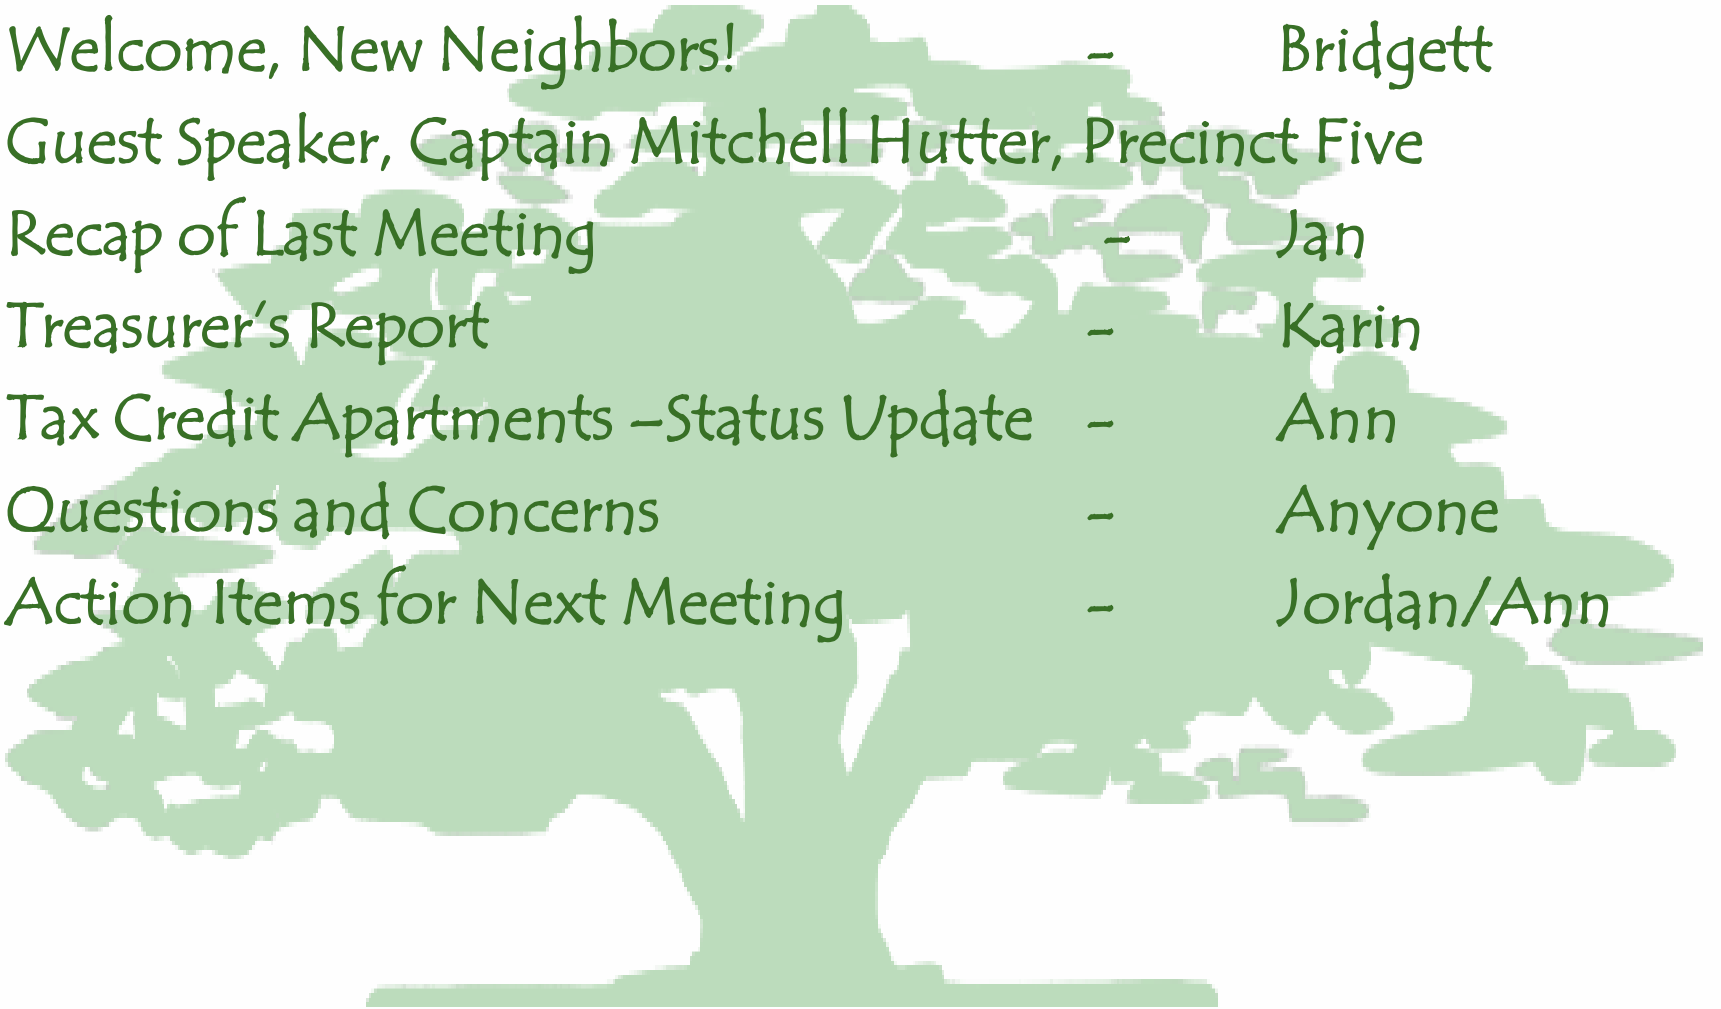 Welcome, New Neighbors! - Bridgett
Guest Speaker, Captain Mitchell Hutter, Precinct Five
Recap of Last Meeting - Jan
Treasurer's Report - Karin
Tax Credit Apartments –Status Update - Ann
Questions and Concerns - Anyone
Action Items for Next Meeting - Jordan/Ann